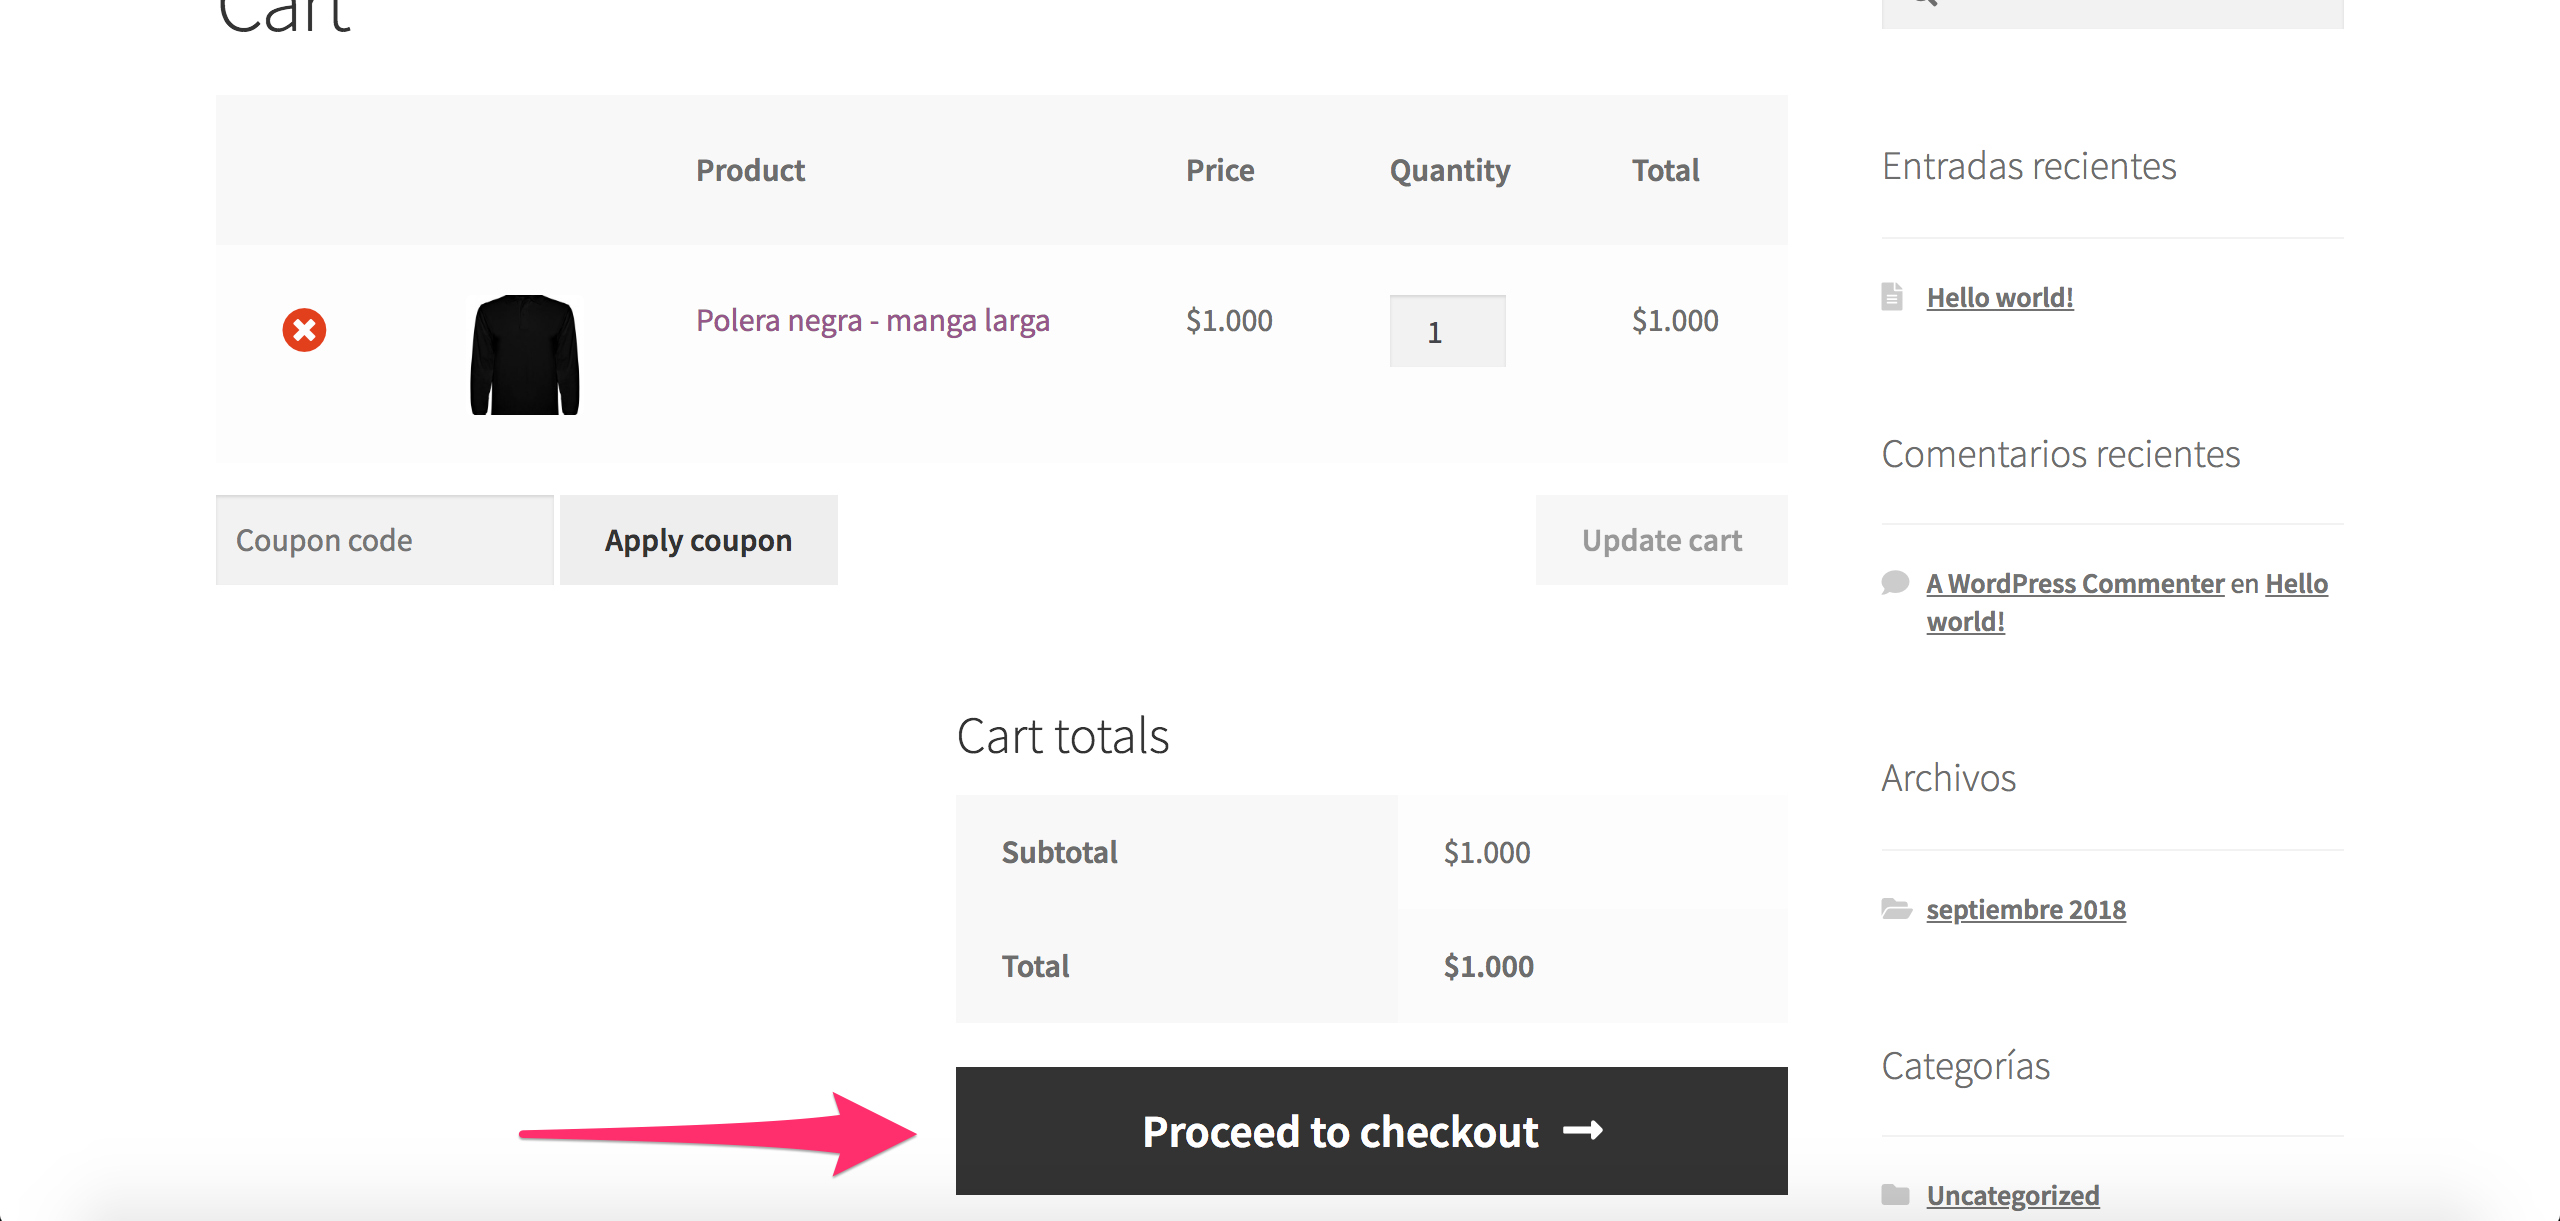 Cart
Product Price Quantity Total
Polera negra - manga larga $1.000 1 $1.000
Coupon code Apply coupon Update cart
Cart totals
Subtotal $1.000
Total $1.000
Proceed to checkout →
Entradas recientes
Hello world!
Comentarios recientes
A WordPress Commenter en Hello
world!
Archivos
septiembre 2018
Categorías
Uncategorized